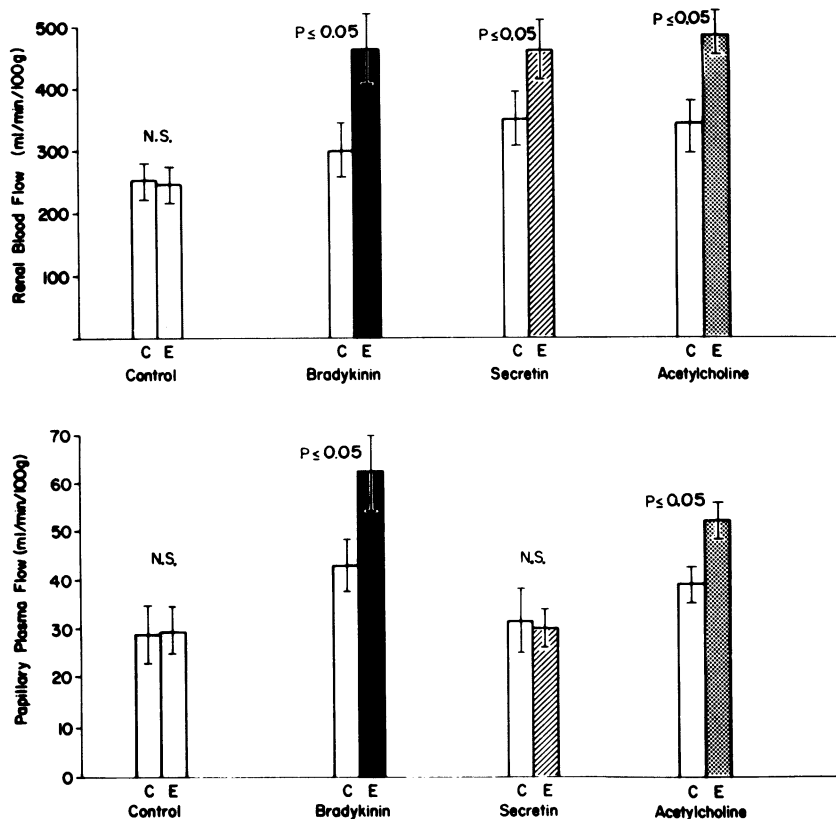 Renal Blood Flow (ml/min/100g)
500
400
300
200
100
N.S.
P ≤ 0.05
P ≤ 0.05
P ≤ 0.05
C E
C E
C E
C E
Control
Bradykinin
Secretin
Acetylcholine
Papillary Plasma Flow (ml/min/100g)
70
60
50
40
30
20
10
0
N.S.
P ≤ 0.05
N.S.
P ≤ 0.05
C E
C E
C E
C E
Control
Bradykinin
Secretin
Acetylcholine